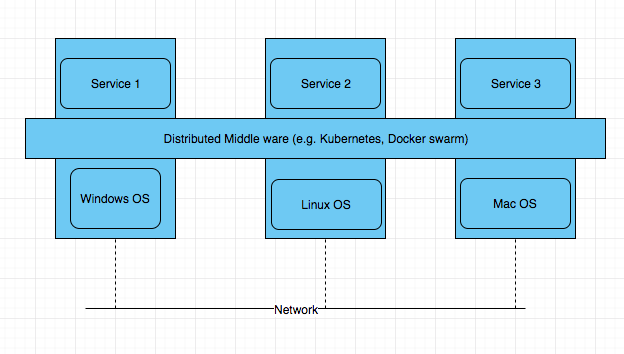 Service 1
Service 2
Service 3
Distributed Middle ware (e.g. Kubernetes, Docker swarm)
Windows OS
Linux OS
Mac OS
Network